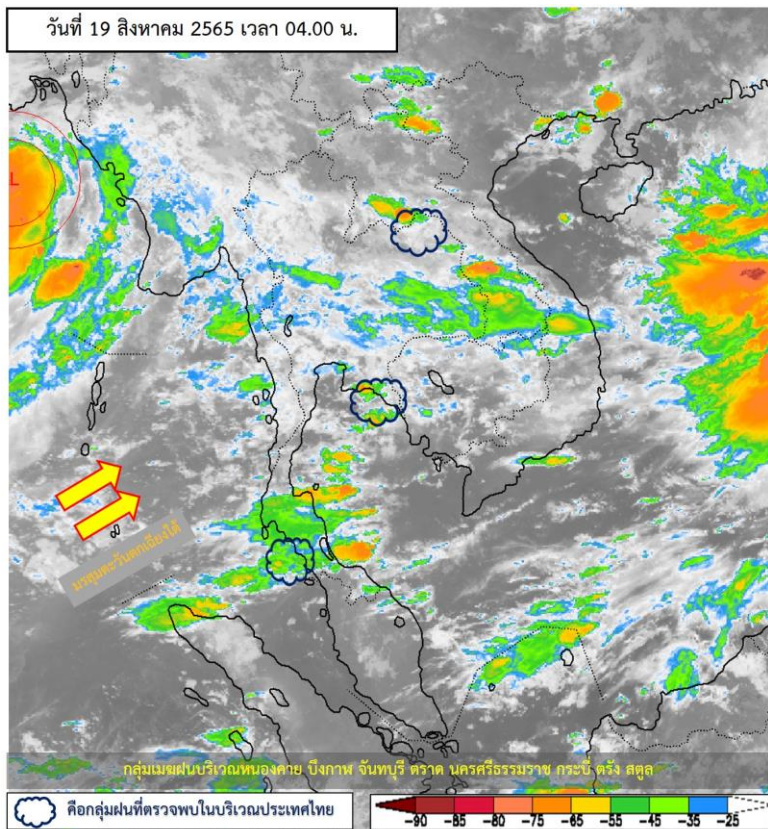 วันที่ 19 สิงหาคม 2565 เวลา 04.00 น.
L
มรสุมตะวันตกเฉียงใต้
กลุ่มเมฆฝนบริเวณหนองคาย บึงกาฬ จันทบุรี ตราด นครศรีธรรมราช กระบี่ ตรัง สตูล
คือกลุ่มฝนที่ตรวจพบในบริเวณประเทศไทย
-90 -85 -80 -75 -65 -55 -45 -35 -25